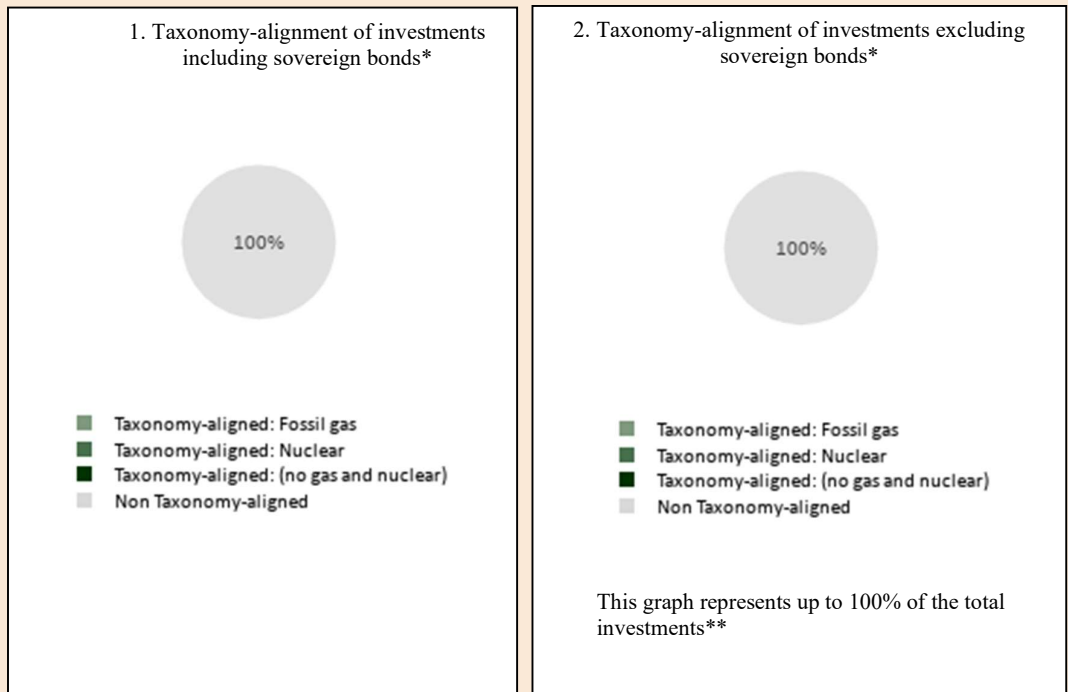 1. Taxonomy-alignment of investments
including sovereign bonds*
100%
Taxonomy-aligned: Fossil gas
Taxonomy-aligned: Nuclear
Taxonomy-aligned: (no gas and nuclear)
Non Taxonomy-aligned
2. Taxonomy-alignment of investments excluding
sovereign bonds*
100%
Taxonomy-aligned: Fossil gas
Taxonomy-aligned: Nuclear
Taxonomy-aligned: (no gas and nuclear)
Non Taxonomy-aligned
This graph represents up to 100% of the total
investments**